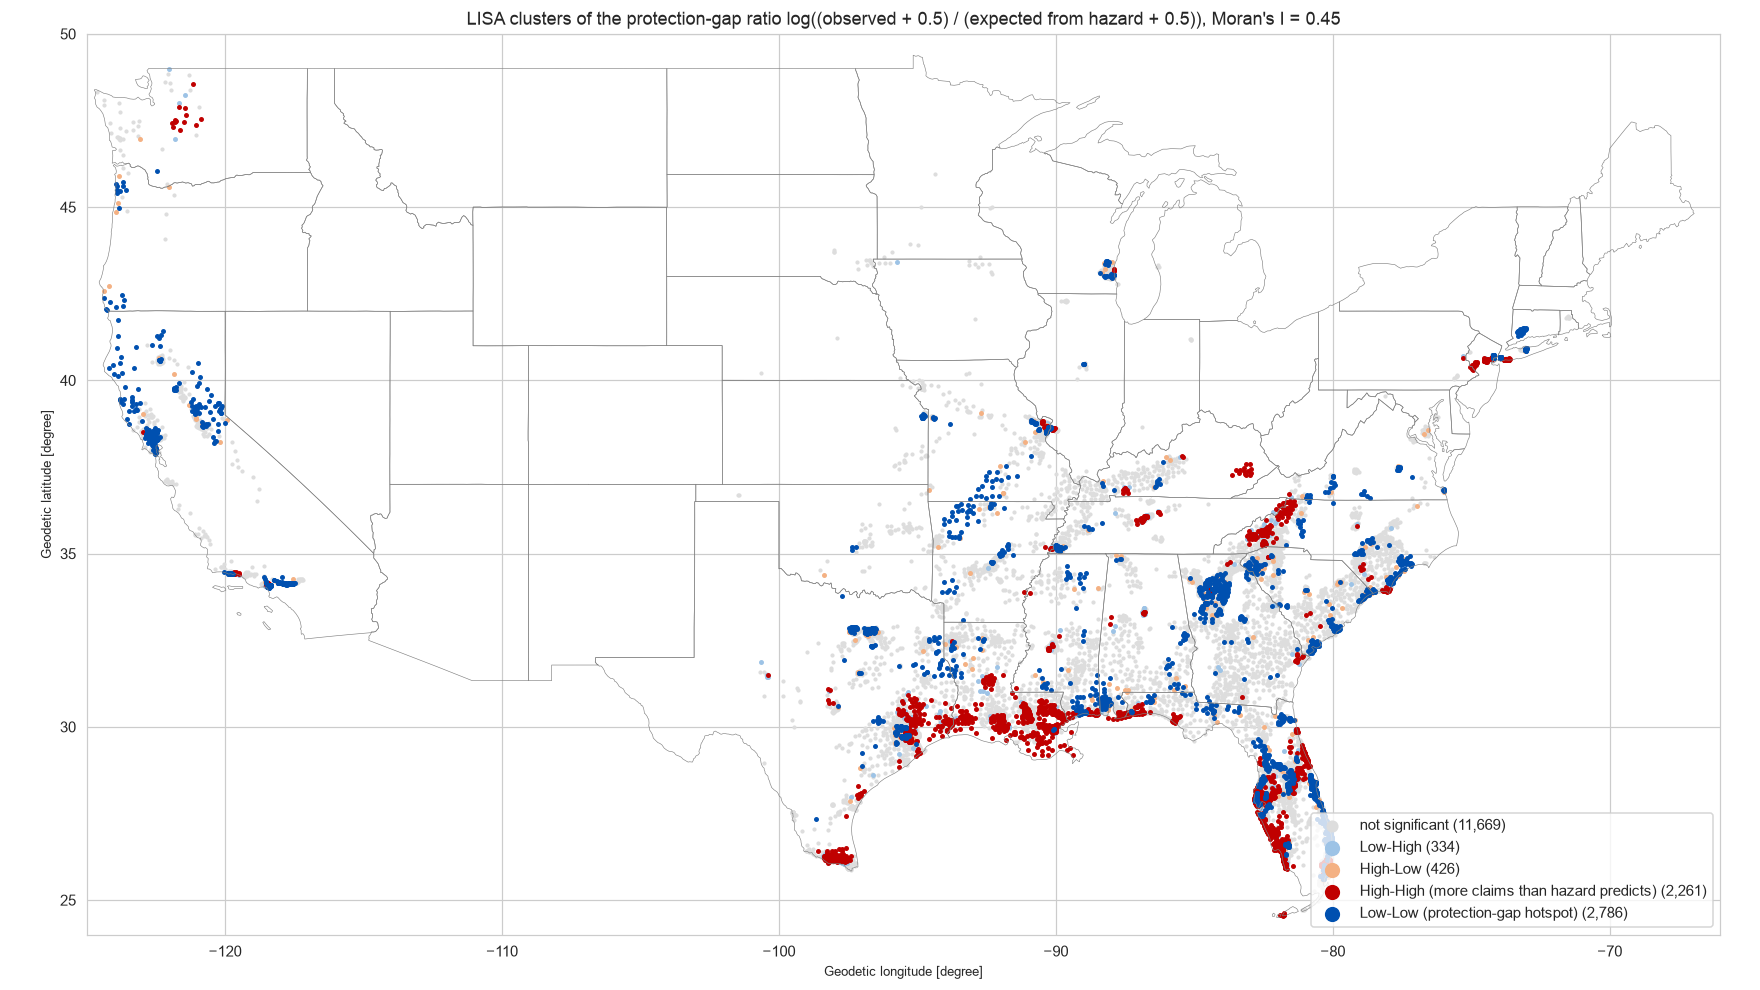 LISA clusters of the protection-gap ratio log((observed + 0.5) / (expected from hazard + 0.5)), Moran's I = 0.45
50
45
40
35
30
25
Geodetic latitude [degree]
not significant (11,669)
Low-High (334)
High-Low (426)
High-High (more claims than hazard predicts) (2,261)
Low-Low (protection-gap hotspot) (2,786)
−120
−110
−100
−90
−80
−70
Geodetic longitude [degree]